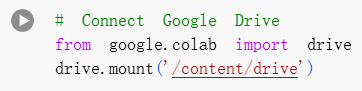 # Connect Google Drive
from google.colab import drive
drive.mount('/content/drive')